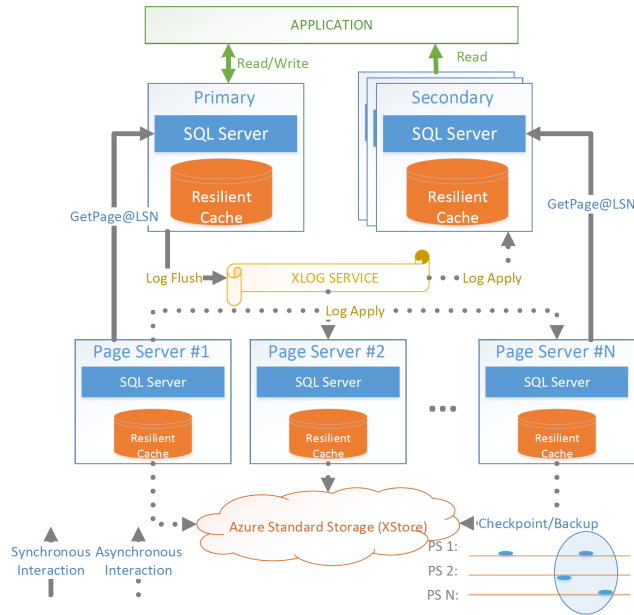 APPLICATION
Read/Write
Read
Primary
Secondary
SQL Server
SQL Server
Resilient
Cache
Resilient
Cache
GetPage@LSN
GetPage@LSN
Log Flush
XLOG SERVICE
Log Apply
Log Apply
Page Server #1
Page Server #2
Page Server #N
SQL Server
SQL Server
SQL Server
Resilient
Cache
Resilient
Cache
Resilient
Cache
Azure Standard Storage (XStore)
Checkpoint/Backup
Synchronous
Interaction
Asynchronous
Interaction
PS 1:
PS 2:
PS N: